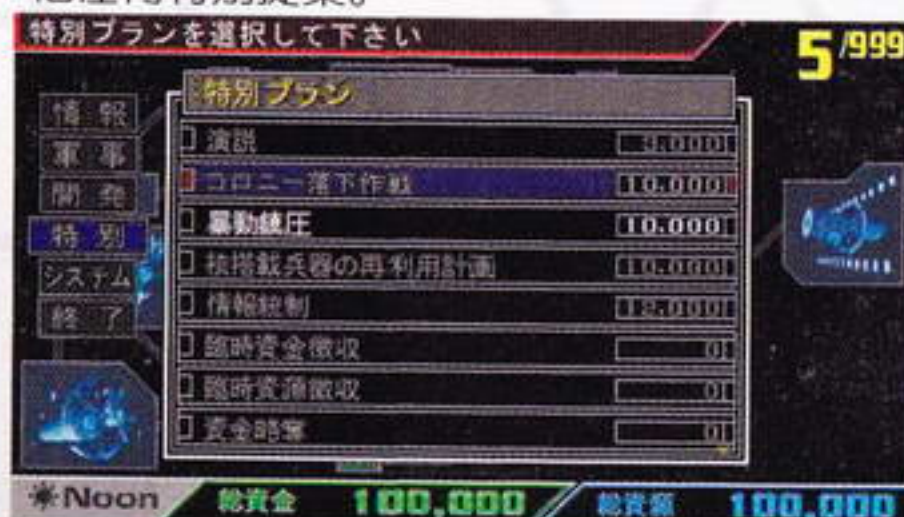 特別プランを選択して下さい
5/999
特別プラン
情報
軍事
開発
特別
システム
終了
演説 3,000
コロニー落下作戦 10,000
暴動鎮圧 10,000
核搭載兵器の再利用計画 10,000
情報統制 12,000
臨時資金徴収 0
臨時資源徴収 0
資金略奪 0
Noon
総資金 100,000
総資源 100,000